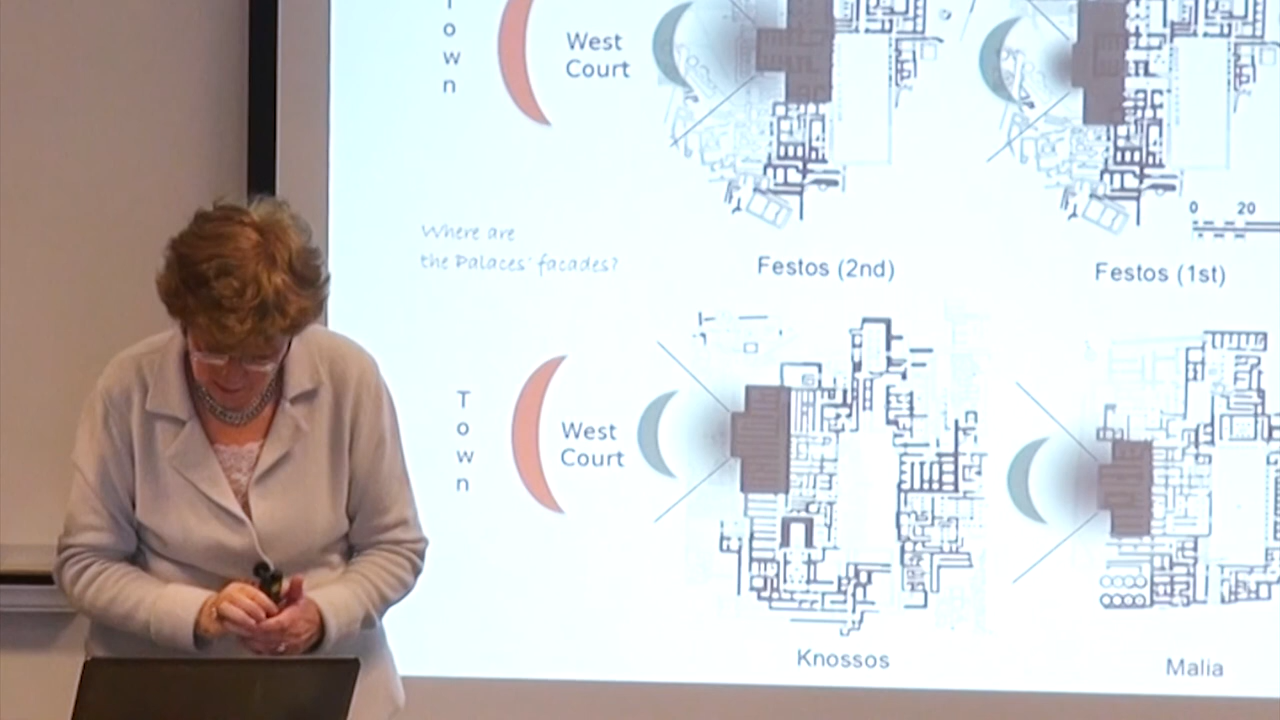 T
o
w
n
West
Court
0 20
Where are
the Palaces' facades?
Festos (2nd)
Festos (1st)
T
o
w
n
West
Court
Knossos
Malia